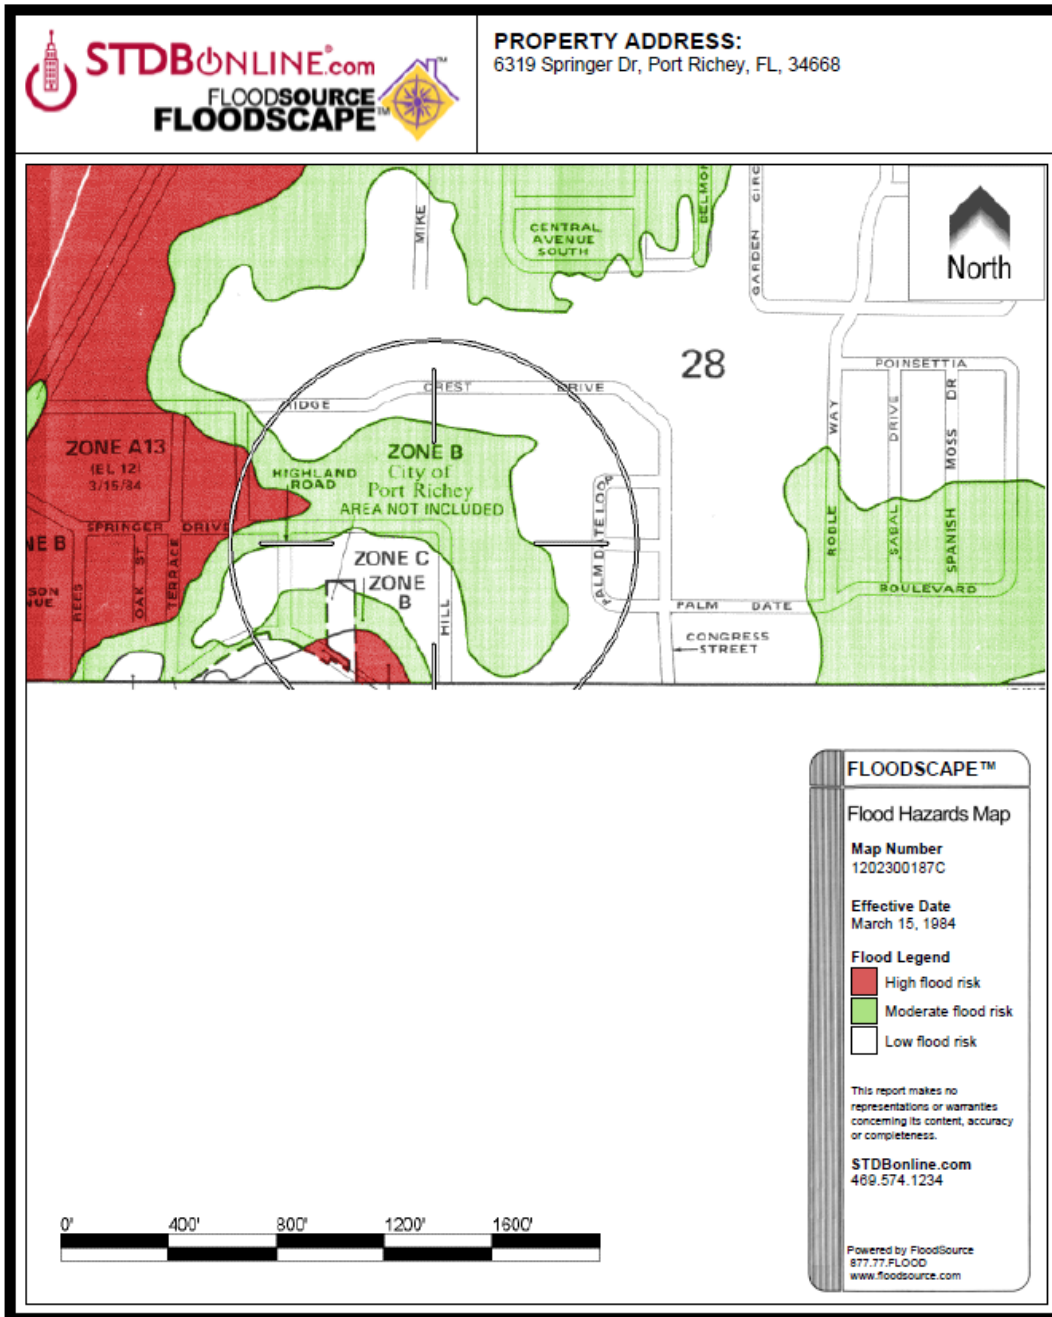 STDBONLINE®.com
FLOODSOURCE
FLOODSCAPE™
PROPERTY ADDRESS:
6319 Springer Dr, Port Richey, FL, 34668
MIKE
CENTRAL
AVENUE
SOUTH
BELMON
GARDEN CIRC
North
28
POINSETTIA
RIDGE CREST DRIVE
ZONE A13
(EL 12)
3/15/84
HIGHLAND
ROAD
ZONE B
City of
Port Richey
AREA NOT INCLUDED
PALM DATE LOOP
ROBLE WAY
SABAL DRIVE
SPANISH MOSS DR
SPRINGER DRIVE
NE B
SON
NUE
REES
OAK ST
TERRACE
ZONE C
ZONE
B
HILL
BOULEVARD
PALM DATE
CONGRESS
STREET
FLOODSCAPE™
Flood Hazards Map
Map Number
1202300187C
Effective Date
March 15, 1984
Flood Legend
High flood risk
Moderate flood risk
Low flood risk
This report makes no
representations or warranties
concerning its content, accuracy
or completeness.
STDBonline.com
469.574.1234
Powered by FloodSource
877.77.FLOOD
www.floodsource.com
0' 400' 800' 1200' 1600'